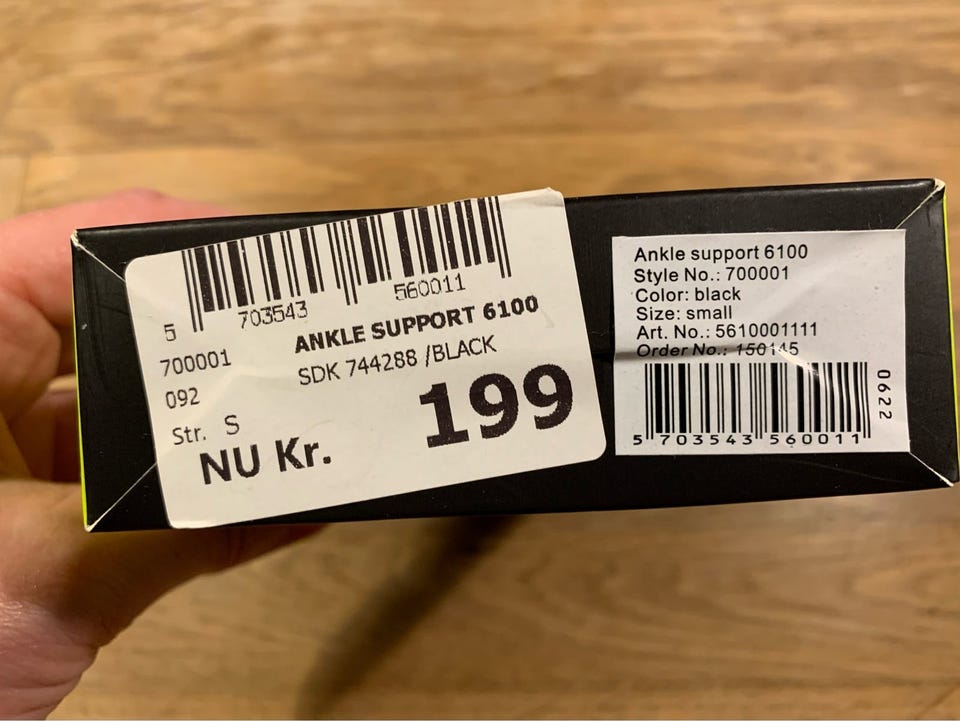 5 703543 560011
ANKLE SUPPORT 6100
700001 SDK 744288 /BLACK
092
Str. S
NU Kr. 199
Ankle support 6100
Style No.: 700001
Color: black
Size: small
Art. No.: 5610001111
Order No.: 150145
0622
5 703543 560011